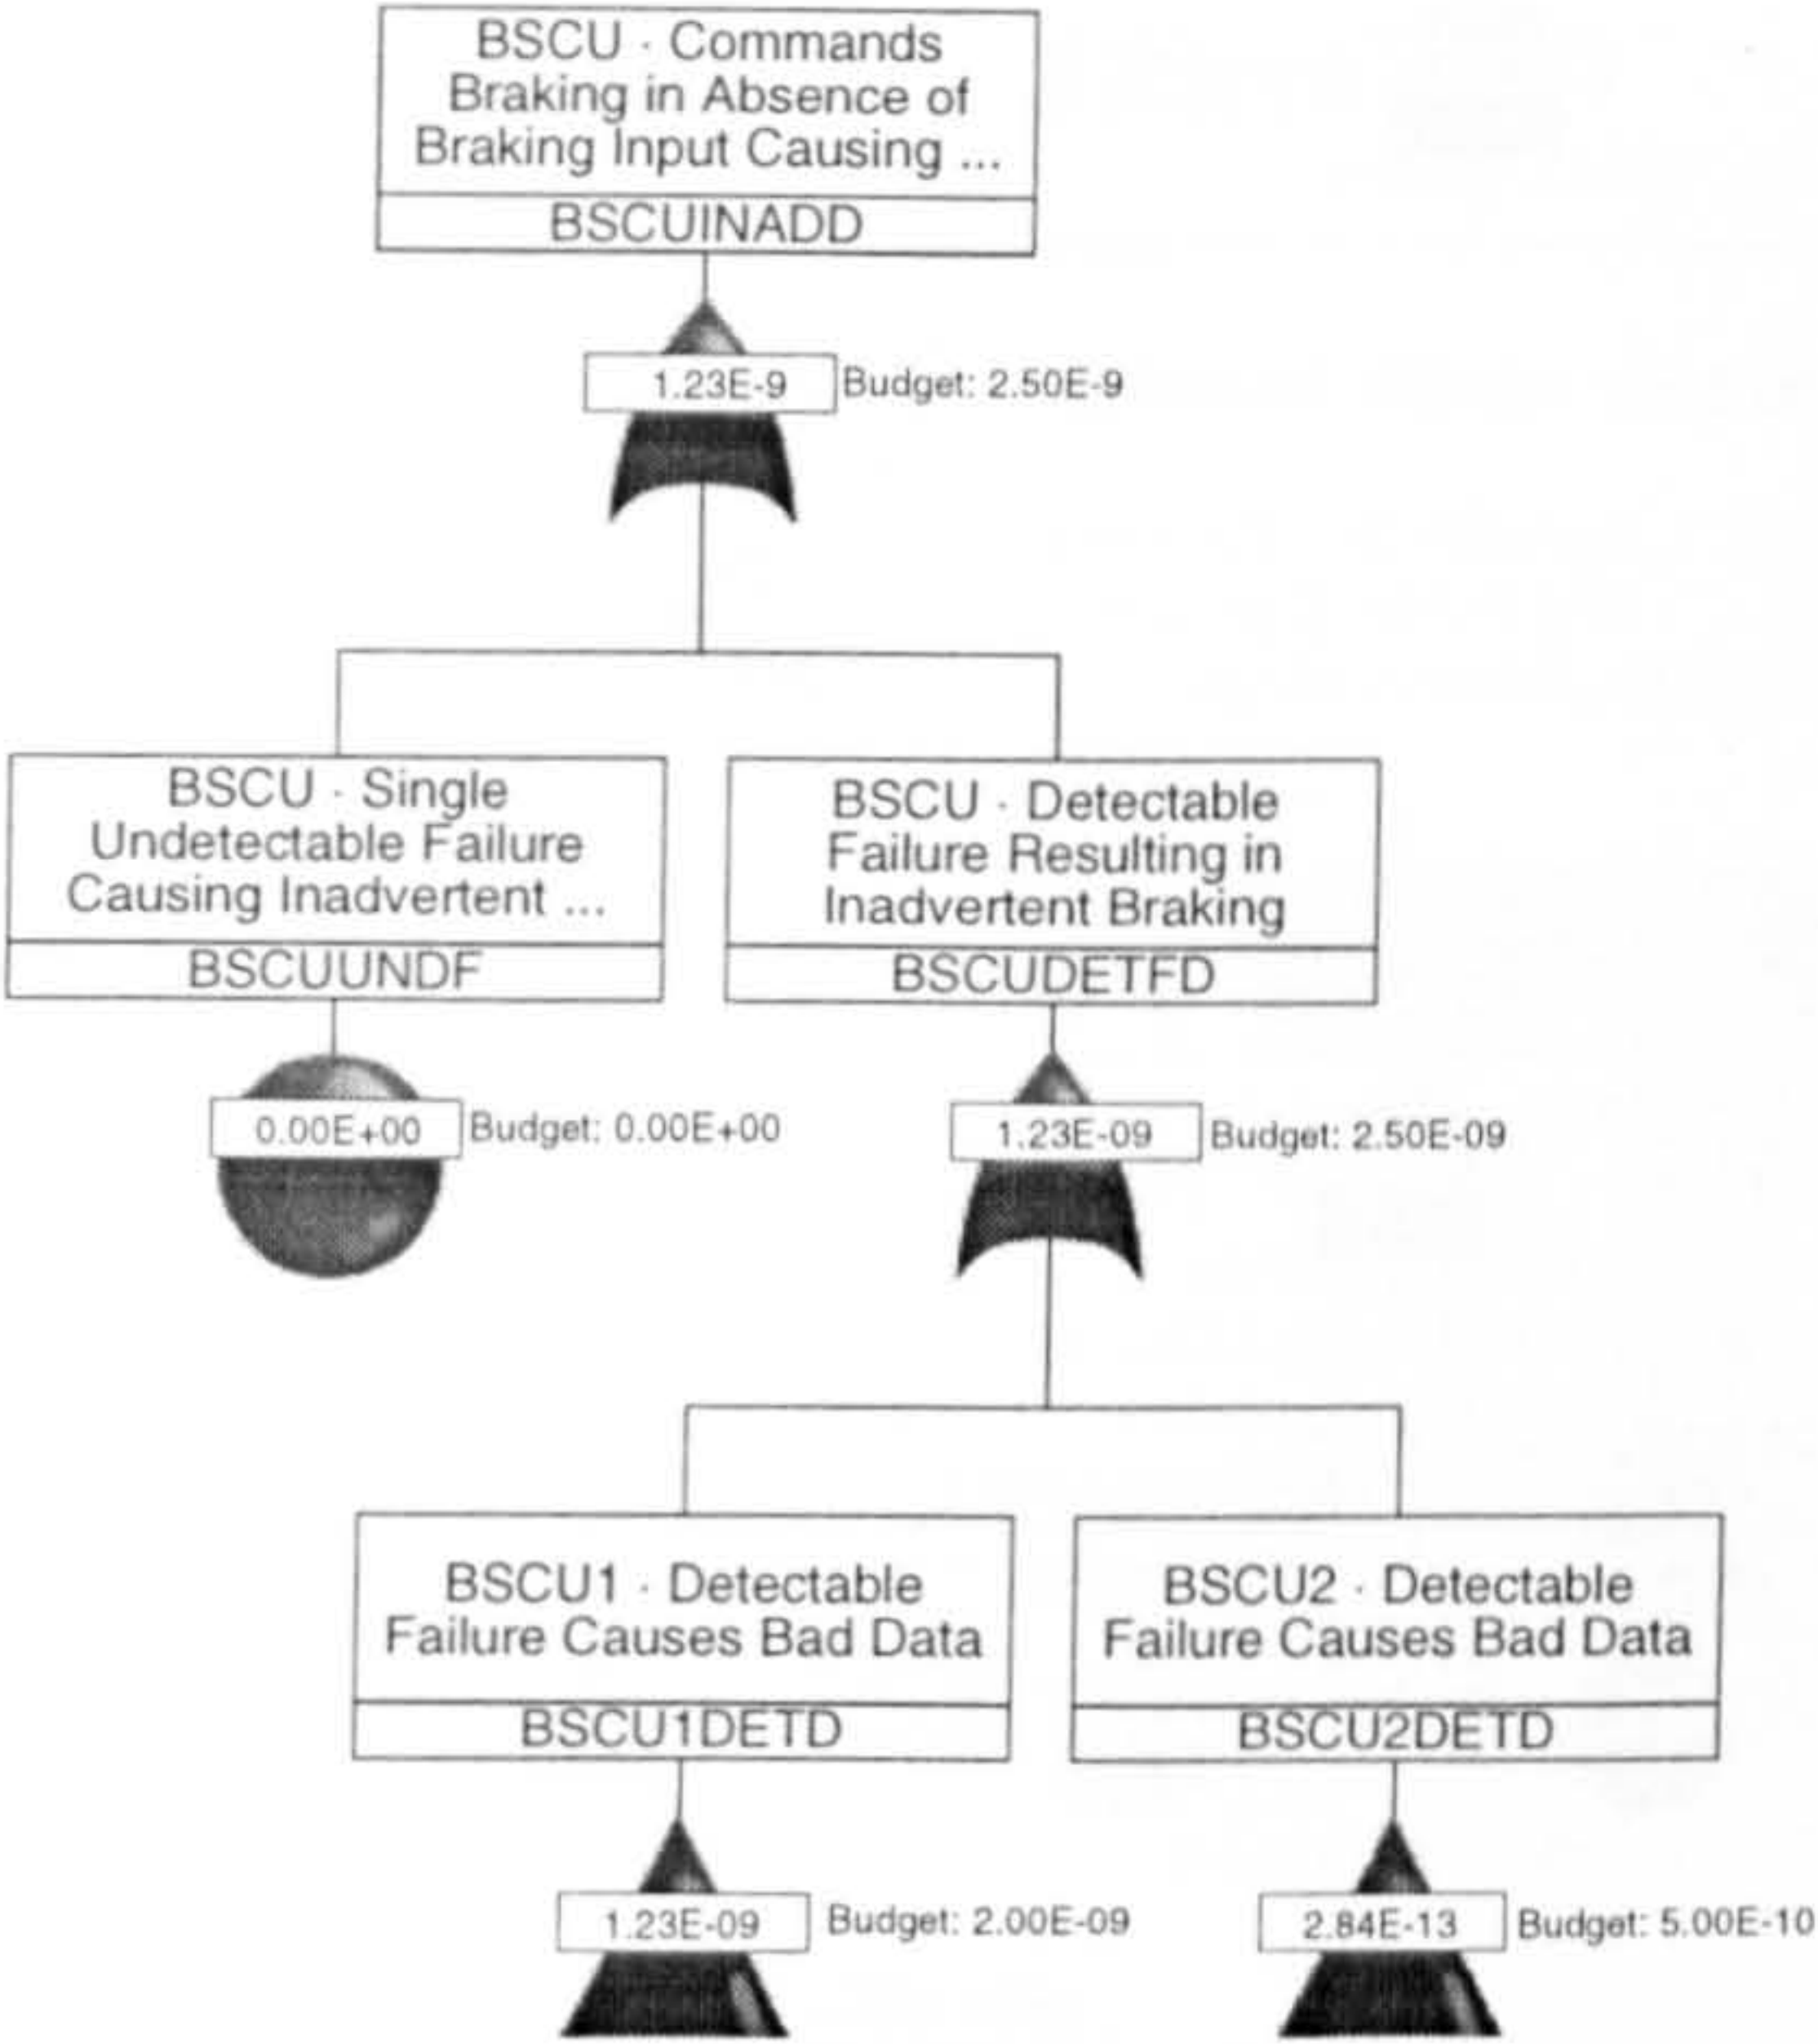 BSCU · Commands
Braking in Absence of
Braking Input Causing ...
BSCUINADD
1.23E-9
Budget: 2.50E-9
BSCU · Single
Undetectable Failure
Causing Inadvertent ...
BSCUUNDF
0.00E+00
Budget: 0.00E+00
BSCU · Detectable
Failure Resulting in
Inadvertent Braking
BSCUDETFD
1.23E-09
Budget: 2.50E-09
BSCU1 · Detectable
Failure Causes Bad Data
BSCU1DETD
1.23E-09
Budget: 2.00E-09
BSCU2 · Detectable
Failure Causes Bad Data
BSCU2DETD
2.84E-13
Budget: 5.00E-10